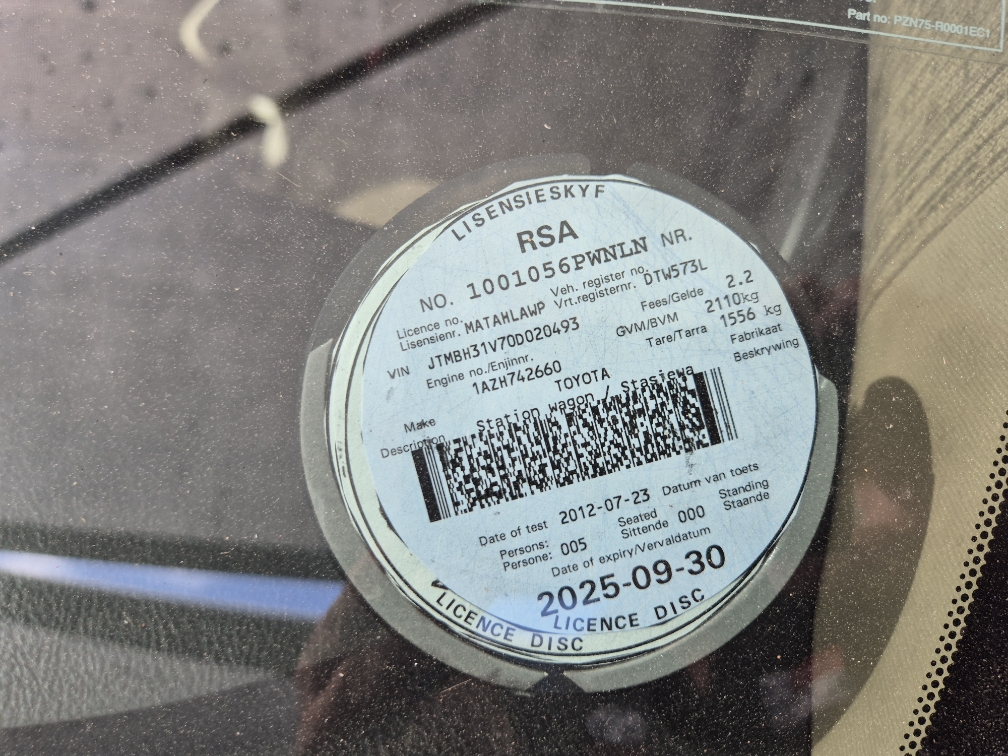 Part no: PZN75-R0001EC1
LISENSIESKYF
RSA
NO. 1001056PWNLN NR.
Licence no. Veh. register no.
Lisensienr. MATAHLAWP Vrt.registernr. DTW573L
VIN JTMBH31V70D020493 Fees/Gelde 2.2
Engine no./Enjinnr. GVM/BVM 2110kg
1AZH742660 Tare/Tarra 1556 kg
Make TOYOTA Fabrikaat
Description Station wagon / Stasiewa Beskrywing
Date of test 2012-07-23 Datum van toets
Persons: Seated Standing
Persone: 005 Sittende 000 Staande
Date of expiry/Vervaldatum
2025-09-30
LICENCE DISC
LICENCE DISC